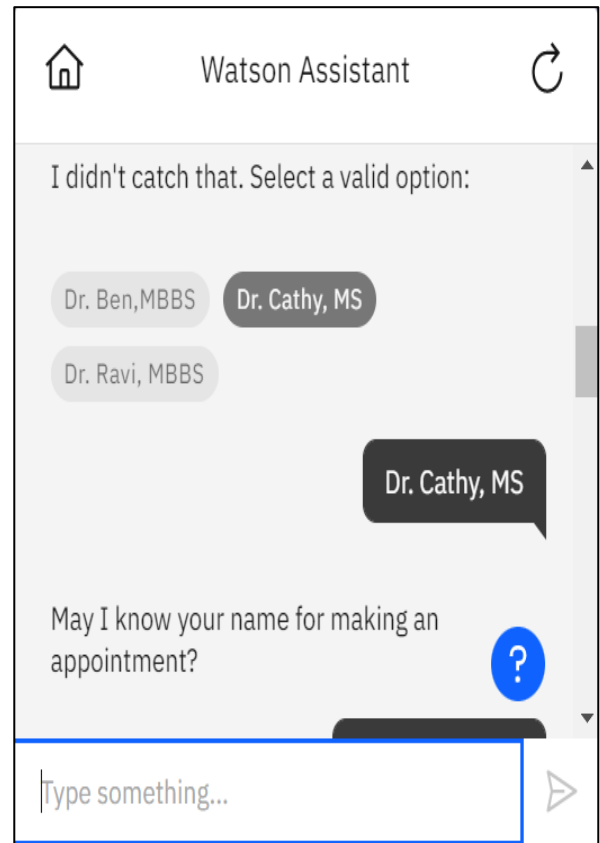 Watson Assistant
I didn't catch that. Select a valid option:
Dr. Ben,MBBS
Dr. Cathy, MS
Dr. Ravi, MBBS
Dr. Cathy, MS
May I know your name for making an
appointment?
?
Type something...